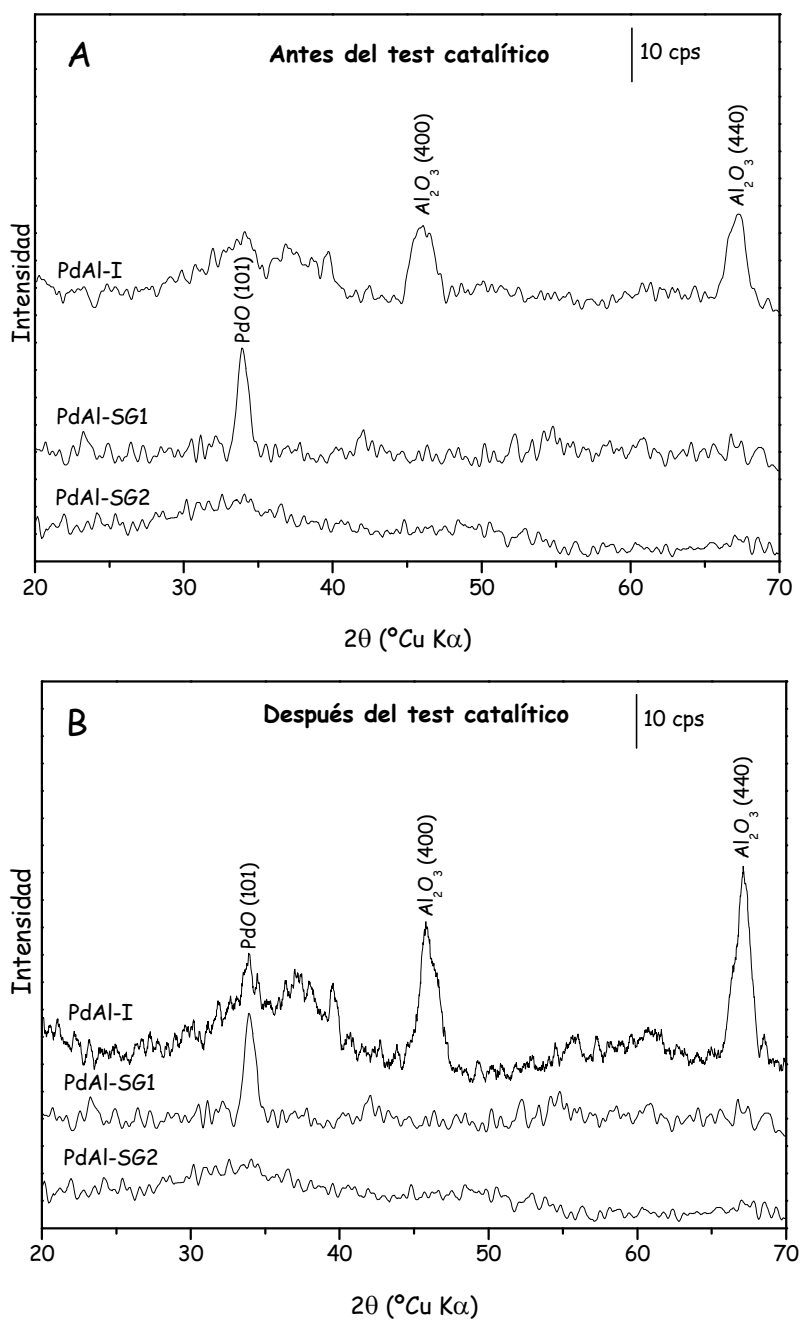 A
Antes del test catalítico
10 cps
Al₂O₃ (400)
Al₂O₃ (440)
PdAl-I
PdO (101)
PdAl-SG1
PdAl-SG2
Intensidad
20 30 40 50 60 70
2θ (ºCu Kα)
B
Después del test catalítico
10 cps
Al₂O₃ (440)
PdO (101)
Al₂O₃ (400)
PdAl-I
PdAl-SG1
PdAl-SG2
Intensidad
20 30 40 50 60 70
2θ (ºCu Kα)